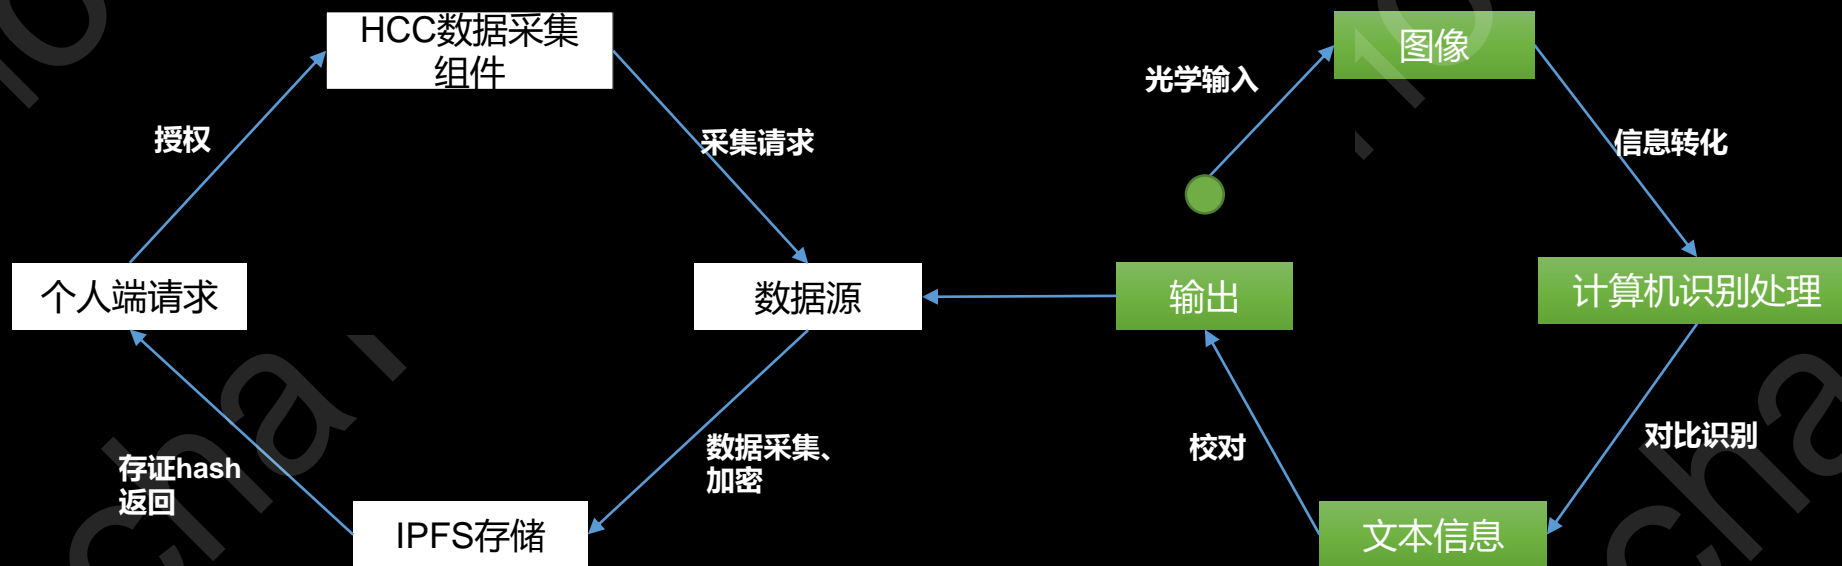 HCC数据采集
组件
图像
光学输入
授权
采集请求
信息转化
个人端请求
数据源
输出
计算机识别处理
存证hash
返回
数据采集、
加密
校对
对比识别
IPFS存储
文本信息